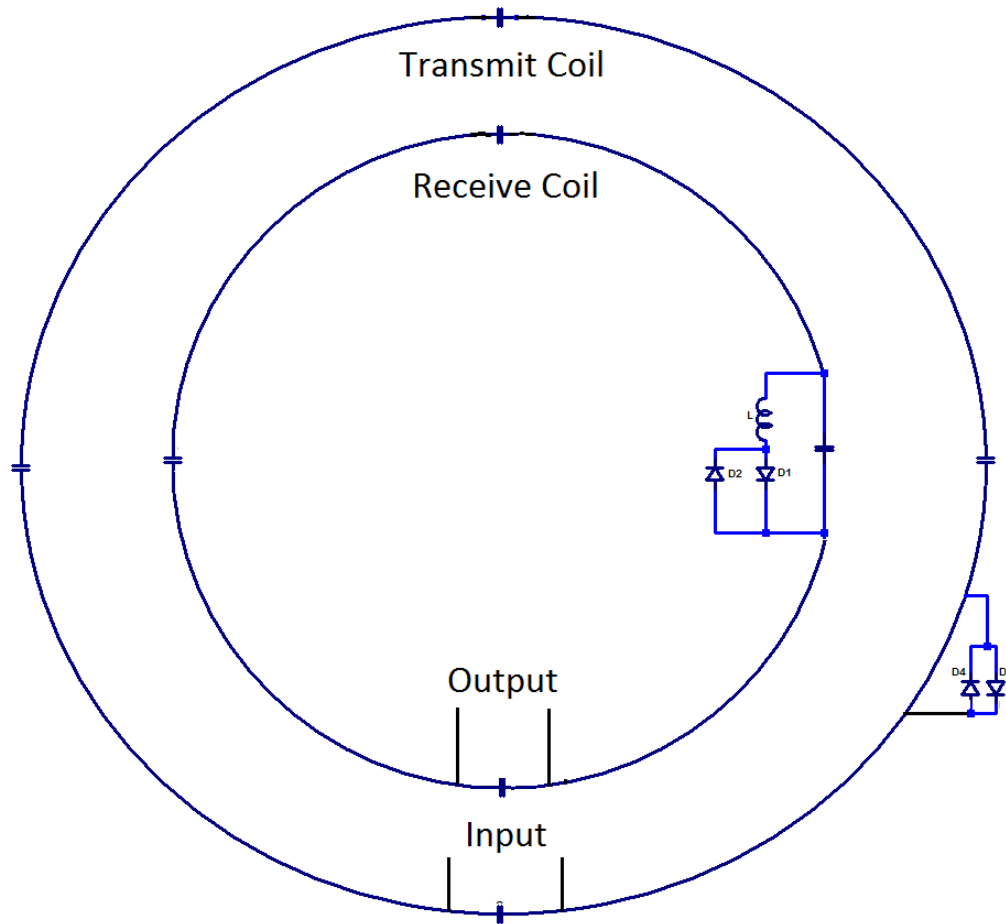 Transmit Coil
Receive Coil
L
D2
D1
Output
D4
D
Input